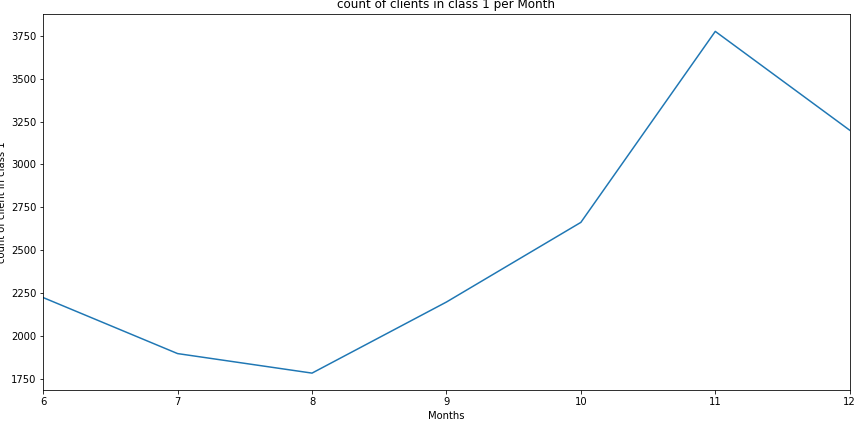 count of clients in class 1 per Month
3750
3500
3250
3000
2750
2500
2250
2000
1750
count of client in class 1
6 7 8 9 10 11 12
Months